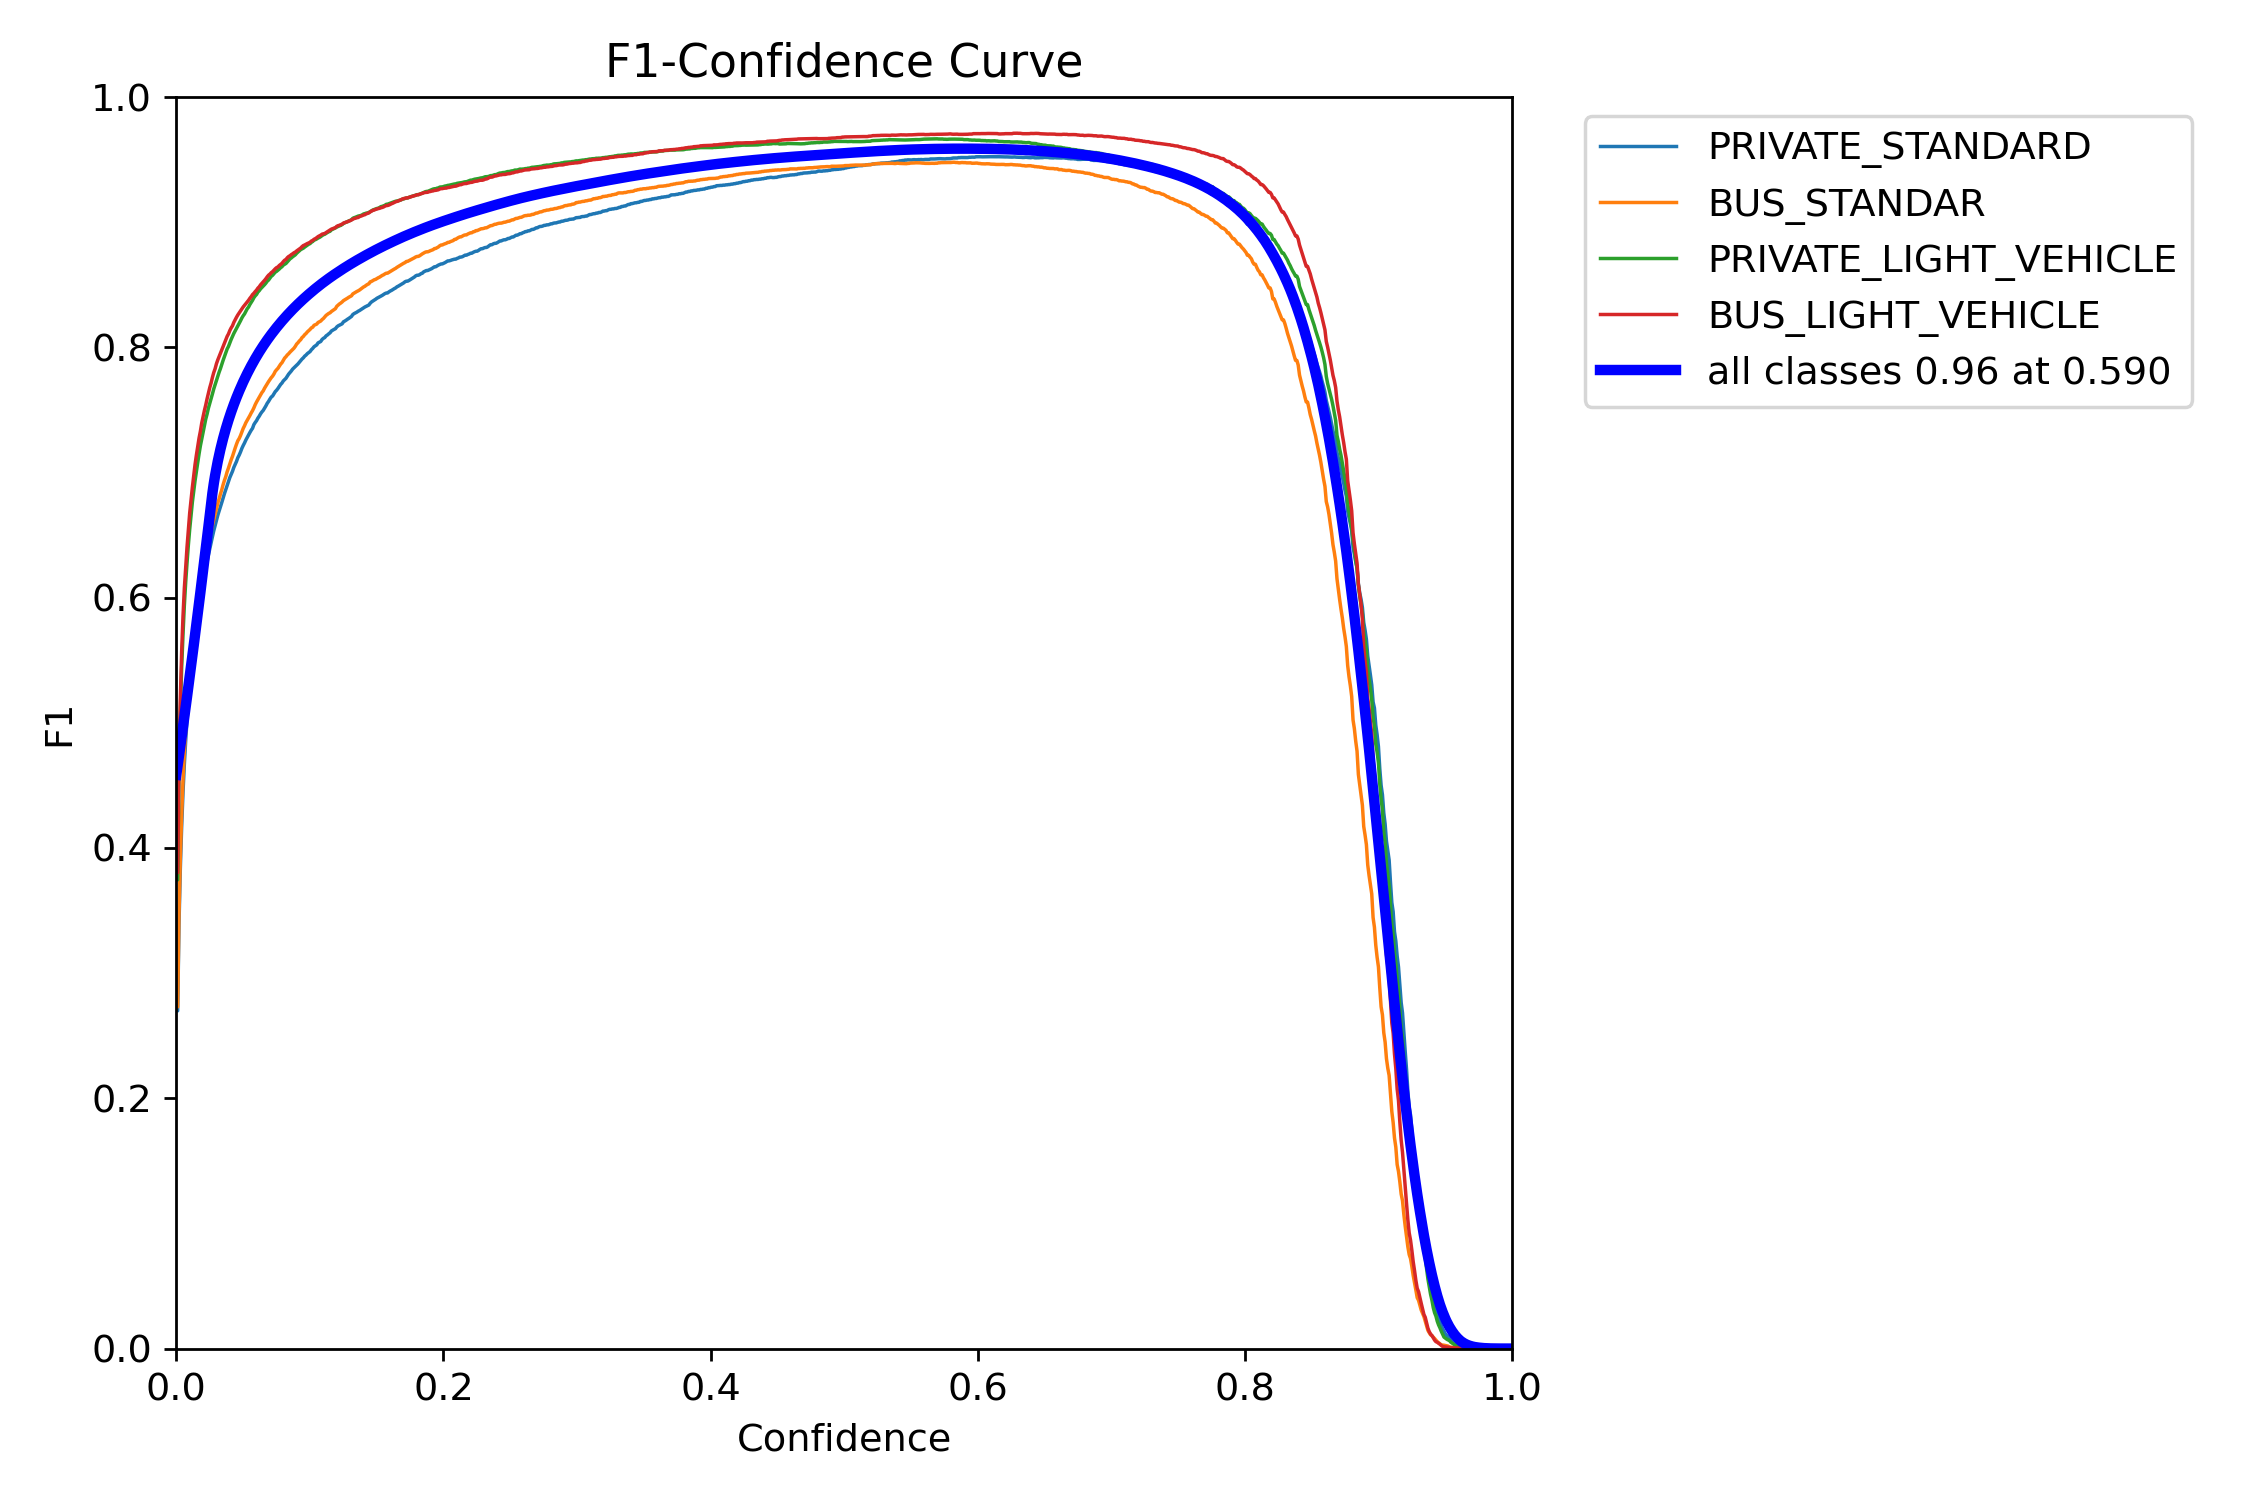 F1-Confidence Curve
1.0
0.8
0.6
0.4
0.2
0.0
F1
0.0 0.2 0.4 0.6 0.8 1.0
Confidence
PRIVATE_STANDARD
BUS_STANDAR
PRIVATE_LIGHT_VEHICLE
BUS_LIGHT_VEHICLE
all classes 0.96 at 0.590